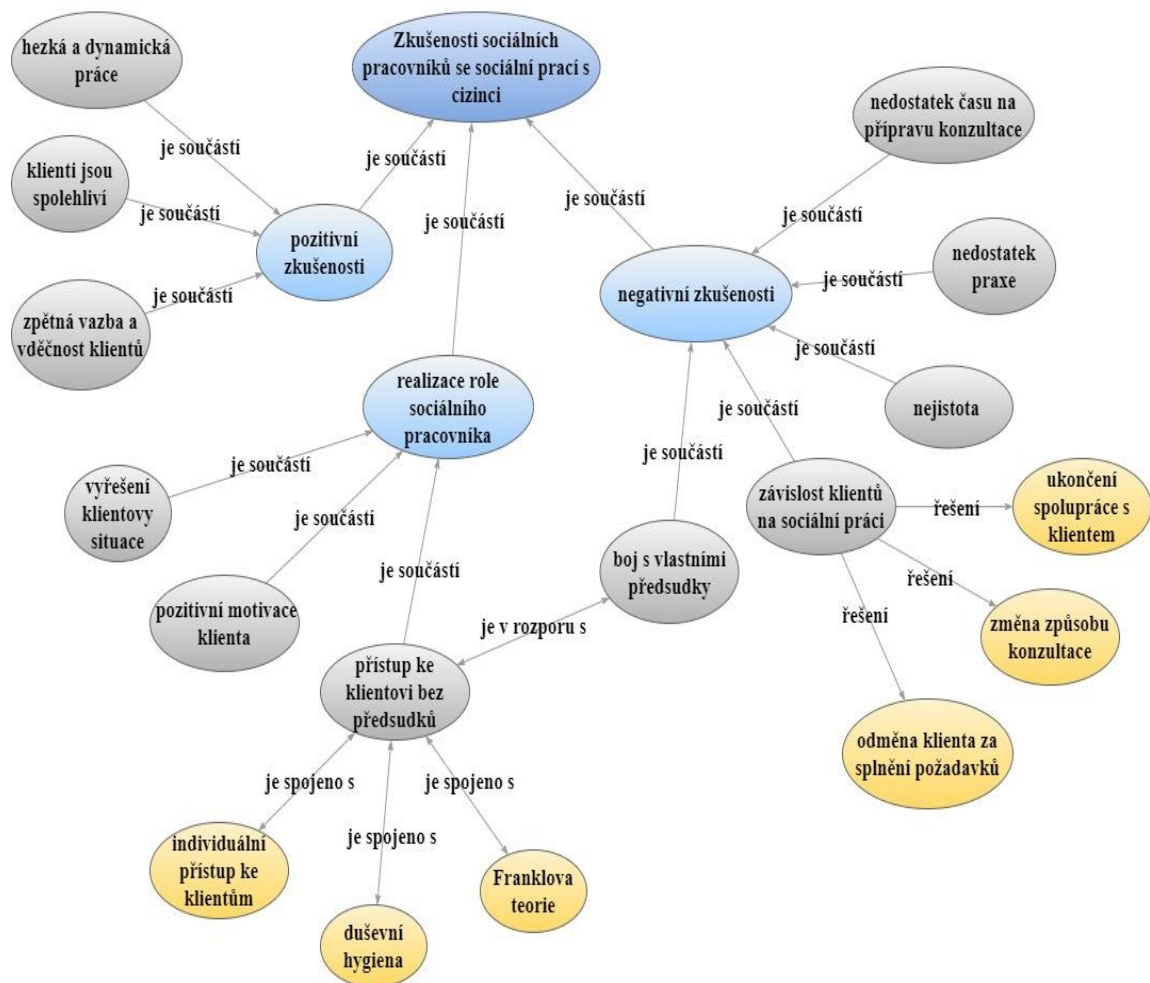 hezká a dynamická
práce
Zkušenosti sociálních
pracovníků se sociální prací s
cizinci
nedostatek času na
přípravu konzultace
je součástí
klienti jsou
spolehliví
je součástí
je součástí
je součástí
je součástí
je součástí
je součástí
pozitivní
zkušenosti
nedostatek
praxe
je součástí
negativní zkušenosti
je součástí
zpětná vazba a
vděčnost klientů
je součástí
realizace role
sociálního
pracovníka
je součástí
nejistota
je součástí
je součástí
vyřešení
klientovy
situace
závislost klientů
na sociální práci
řešení
ukončení
spolupráce s
klientem
je součástí
je součástí
boj s vlastními
předsudky
řešení
pozitivní motivace
klienta
řešení
změna způsobu
konzultace
je v rozporu s
přístup ke
klientovi bez
předsudků
odměna klienta za
splnění požadavků
je spojeno s
je spojeno s
je spojeno s
individuální
přístup ke
klientům
Franklova
teorie
duševní
hygiena